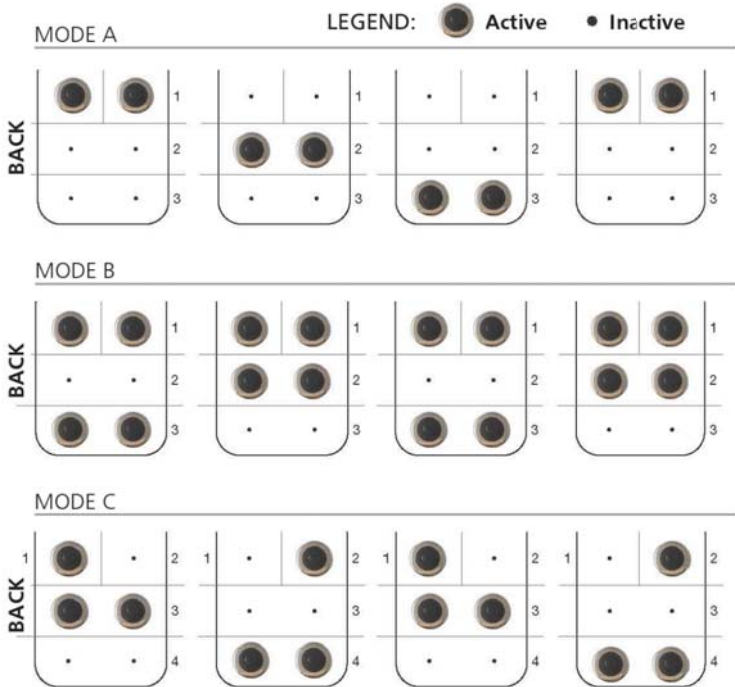 LEGEND: Active • Inactive
MODE A
BACK
1 1 1 1
2 2 2 2
3 3 3 3
MODE B
BACK
1 1 1 1
2 2 2 2
3 3 3 3
MODE C
BACK
1 2 1 2 1 2 1 2
3 3 3 3
4 4 4 4